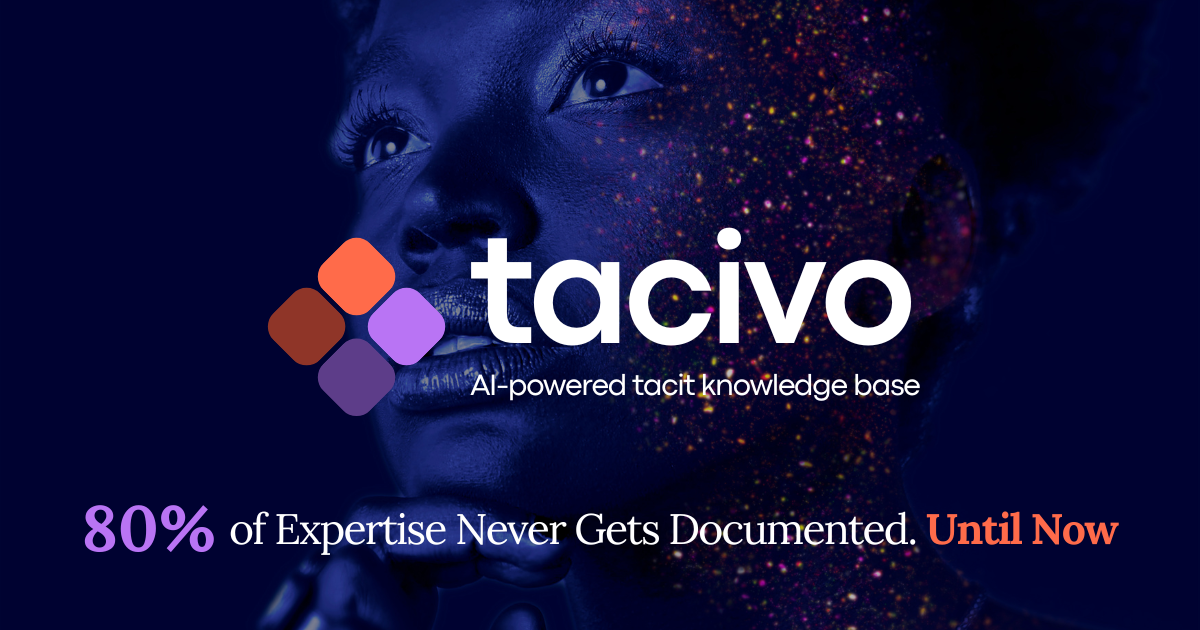 tacivo
AI-powered tacit knowledge base
80% of Expertise Never Gets Documented. Until Now